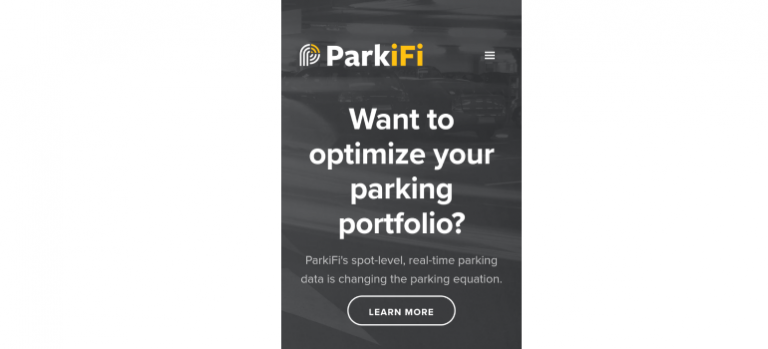 ParkiFi
Want to
optimize your
parking
portfolio?
ParkiFi's spot-level, real-time parking
data is changing the parking equation.
LEARN MORE